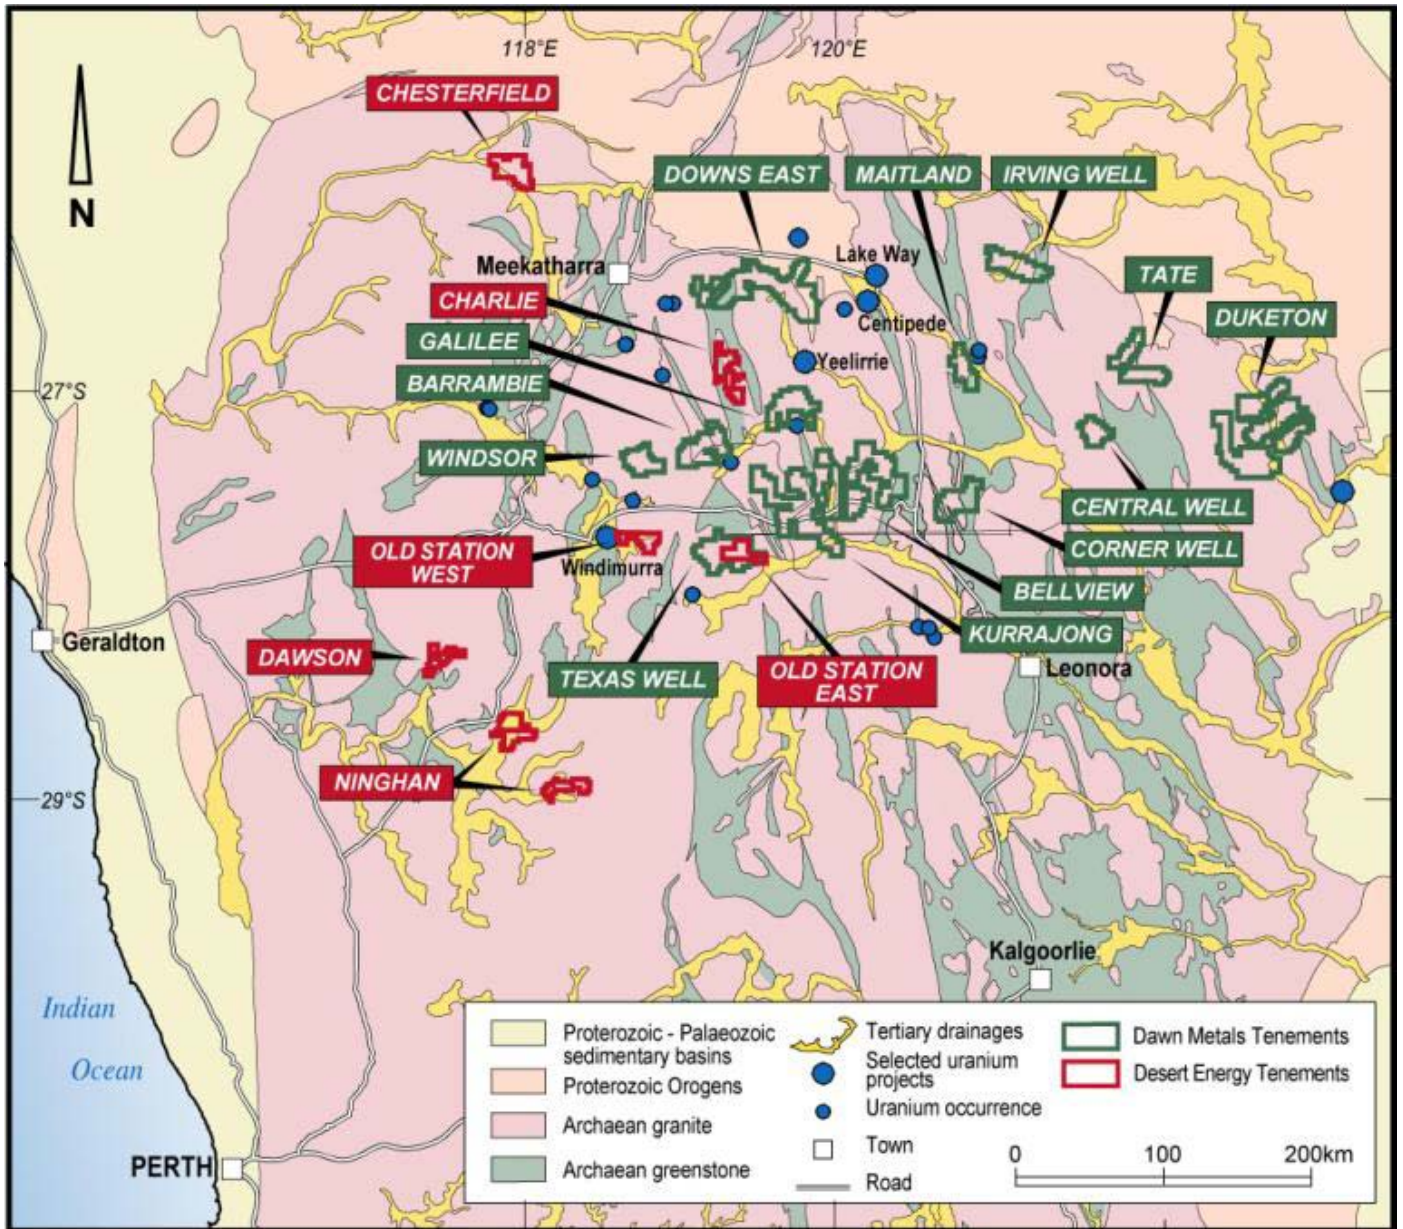 118°E
120°E
CHESTERFIELD
DOWNS EAST
MAITLAND
IRVING WELL
N
Meekatharra
Lake Way
TATE
CHARLIE
Centipede
DUKETON
GALILEE
Yeelirrie
27°S
BARRAMBIE
WINDSOR
CENTRAL WELL
OLD STATION
WEST
Windimurra
CORNER WELL
BELLVIEW
KURRAJONG
Geraldton
DAWSON
TEXAS WELL
OLD STATION
EAST
Leonora
NINGHAN
29°S
Kalgoorlie
Indian
Ocean
PERTH
Proterozoic - Palaeozoic
sedimentary basins
Proterozoic Orogens
Archaean granite
Archaean greenstone
Tertiary drainages
Selected uranium
projects
Uranium occurrence
Town
Road
Dawn Metals Tenements
Desert Energy Tenements
0 100 200km